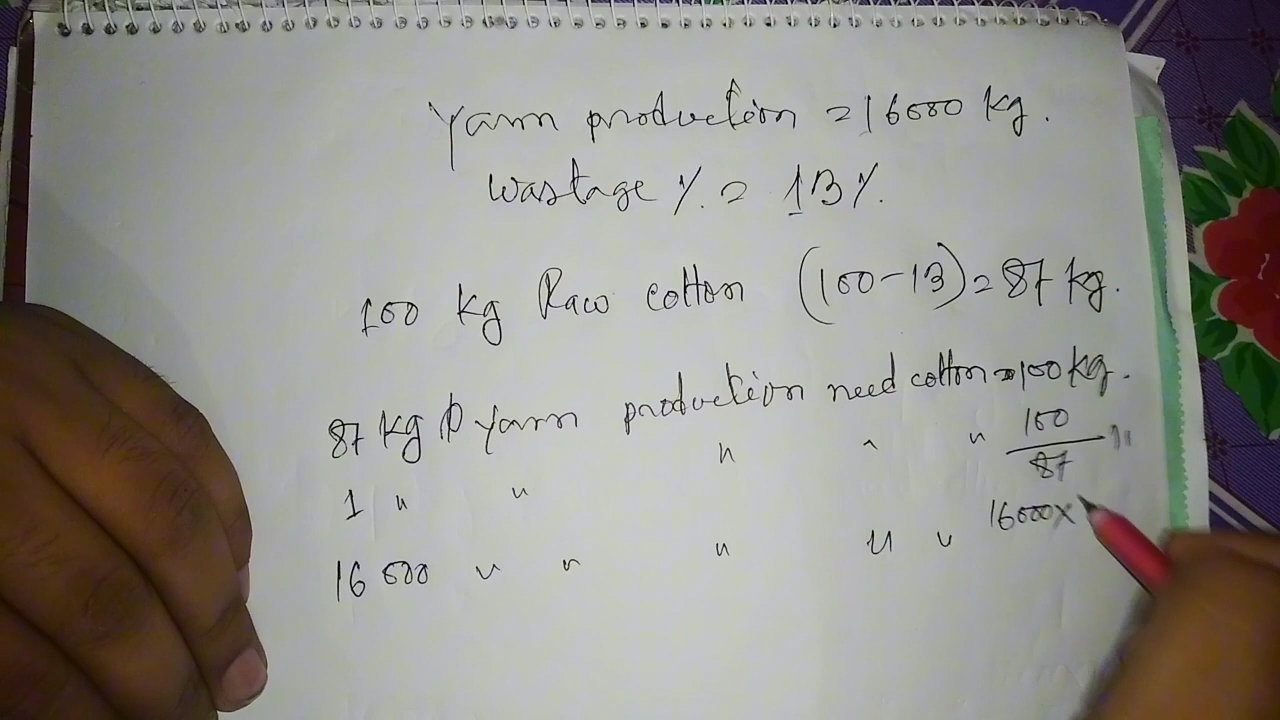 Yarn production = 16000 kg.
Wastage % = 13%.
100 kg Raw cotton (100-13) = 87 kg.
87 kg yarn production need cotton = 100 kg.
1 " " " " " 100/87 "
16000 " " " " " 16000×